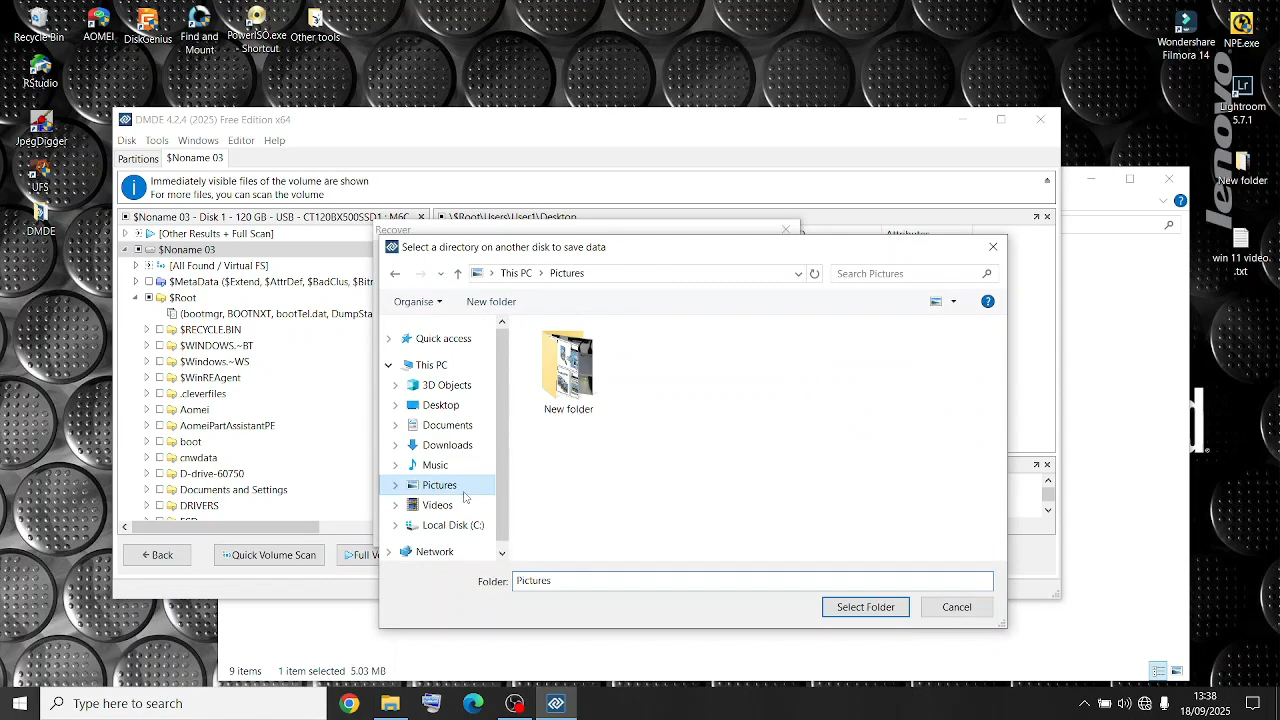 Recycle Bin
AOMEI
DiskGenius
Find and
Mount
PowerISO.exe -
Shortcut
Other tools
RStudio
JpegDigger
UFS
DMDE
Wondershare
Filmora 14
NPE.exe
Lr
Lightroom
5.7.1
New folder
win 11 video
.txt
lenovo
DMDE 4.2.4 (2025) Free Edition x64
Disk
Tools
Windows
Editor
Help
Partitions
$Noname 03
Immediately visible files of the volume are shown
For more files, you can scan the volume
$Noname 03 - Disk 1 - 120 GB - USB - CT120BX500SSD1 : M6C
\$Root\Users\User1\Desktop
[Other Results + Full Scan]
$Noname 03
[All Found / Virtual FS]
$MetaData ($Extend, $AttrDef, $BadClus, $Bitr
$Root
(bootmgr, BOOTNXT, bootTel.dat, DumpSta
$RECYCLE.BIN
$WINDOWS.~BT
$Windows.~WS
$WinREAgent
.cleverfiles
Aomei
AomeiPartAssistantPE
boot
cnwdata
D-drive-60750
Documents and Settings
DRIVERS
Back
Quick Volume Scan
Full V
Attributes
Recover
Select a directory on another disk to save data
This PC
Pictures
Search Pictures
Organise
New folder
Quick access
This PC
3D Objects
Desktop
Documents
Downloads
Music
Pictures
Videos
Local Disk (C:)
Network
New folder
Folder:
Pictures
Select Folder
Cancel
9 items
1 item selected
5.03 MB
Type here to search
13:38
18/09/2025